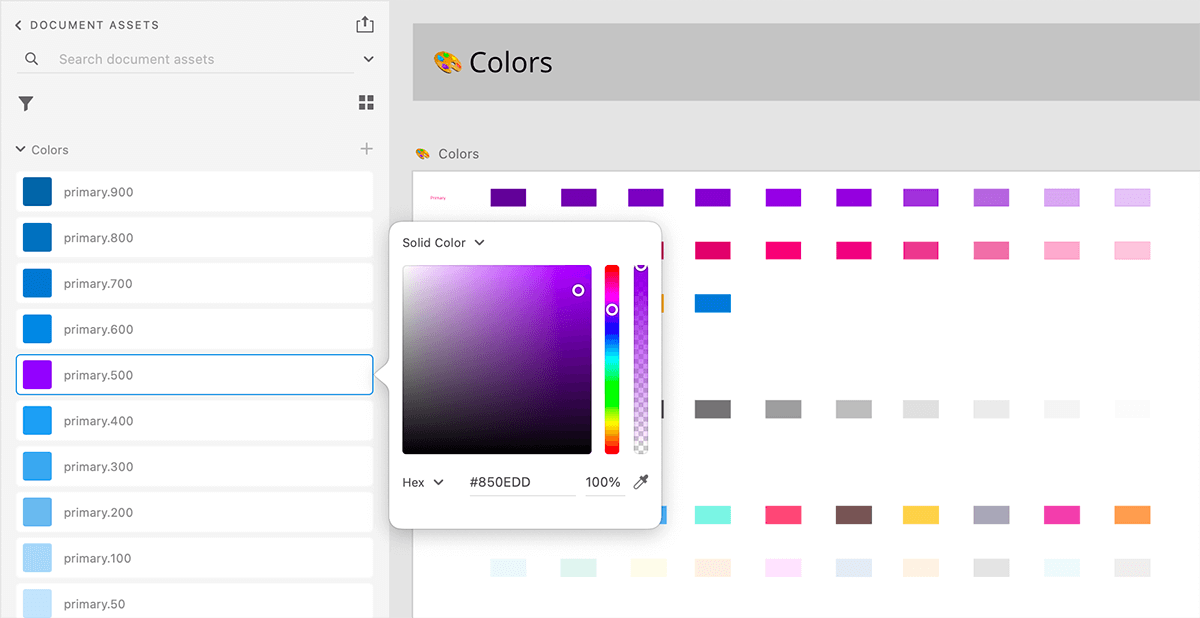 DOCUMENT ASSETS
Search document assets
Colors
primary.900
primary.800
primary.700
primary.600
primary.500
primary.400
primary.300
primary.200
primary.100
primary.50
Colors
Colors
Primary
Solid Color
Hex #850EDD 100%